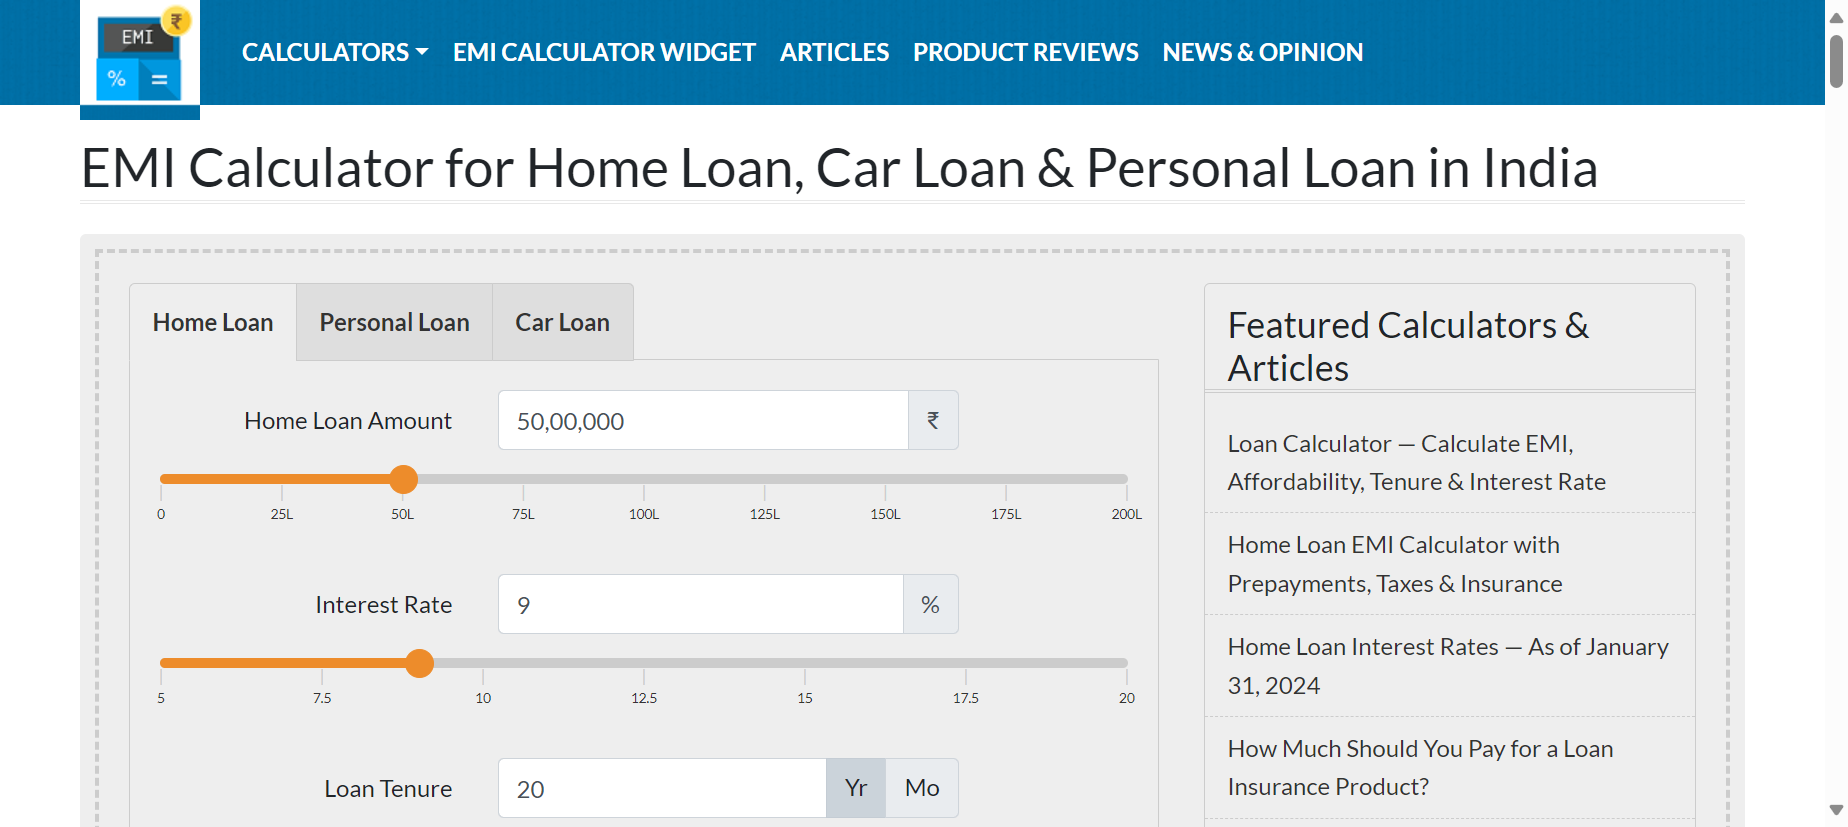 EMI
₹
%
=
CALCULATORS EMI CALCULATOR WIDGET ARTICLES PRODUCT REVIEWS NEWS & OPINION
EMI Calculator for Home Loan, Car Loan & Personal Loan in India
Home Loan Personal Loan Car Loan
Home Loan Amount 50,00,000 ₹
0 25L 50L 75L 100L 125L 150L 175L 200L
Interest Rate 9 %
5 7.5 10 12.5 15 17.5 20
Loan Tenure 20 Yr Mo
Featured Calculators &
Articles
Loan Calculator — Calculate EMI,
Affordability, Tenure & Interest Rate
Home Loan EMI Calculator with
Prepayments, Taxes & Insurance
Home Loan Interest Rates — As of January
31, 2024
How Much Should You Pay for a Loan
Insurance Product?